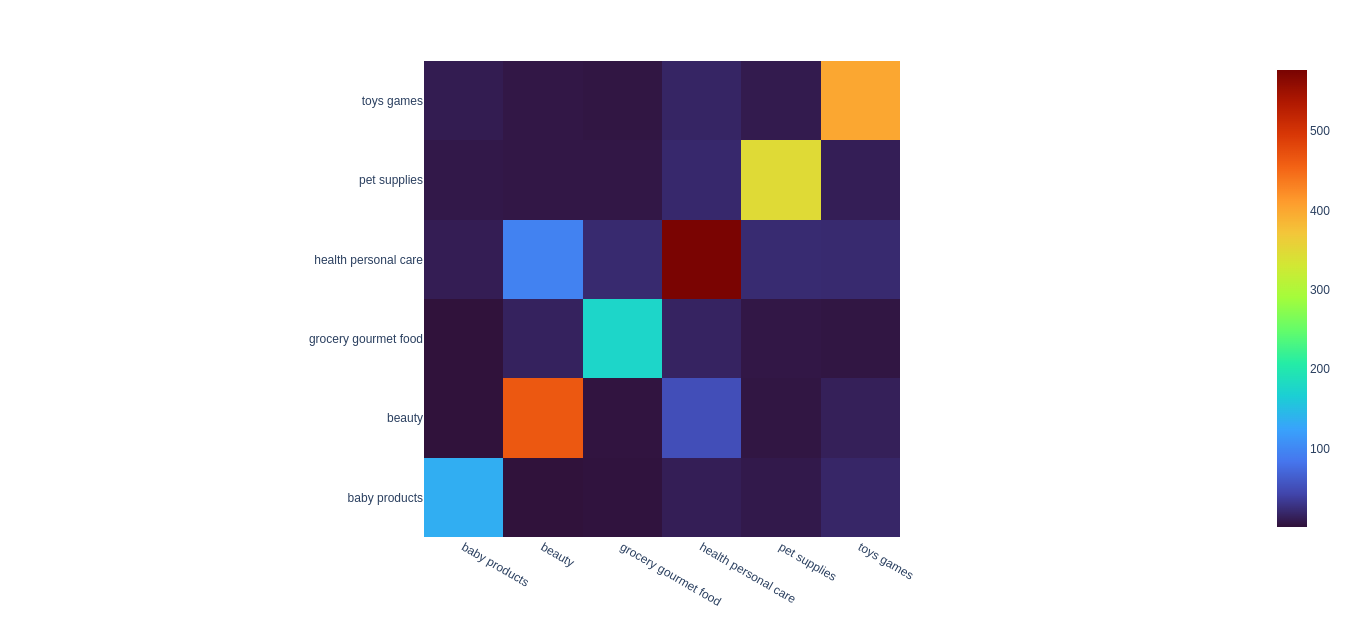 toys games
pet supplies
health personal care
grocery gourmet food
beauty
baby products
baby products
beauty
grocery gourmet food
health personal care
pet supplies
toys games
500
400
300
200
100